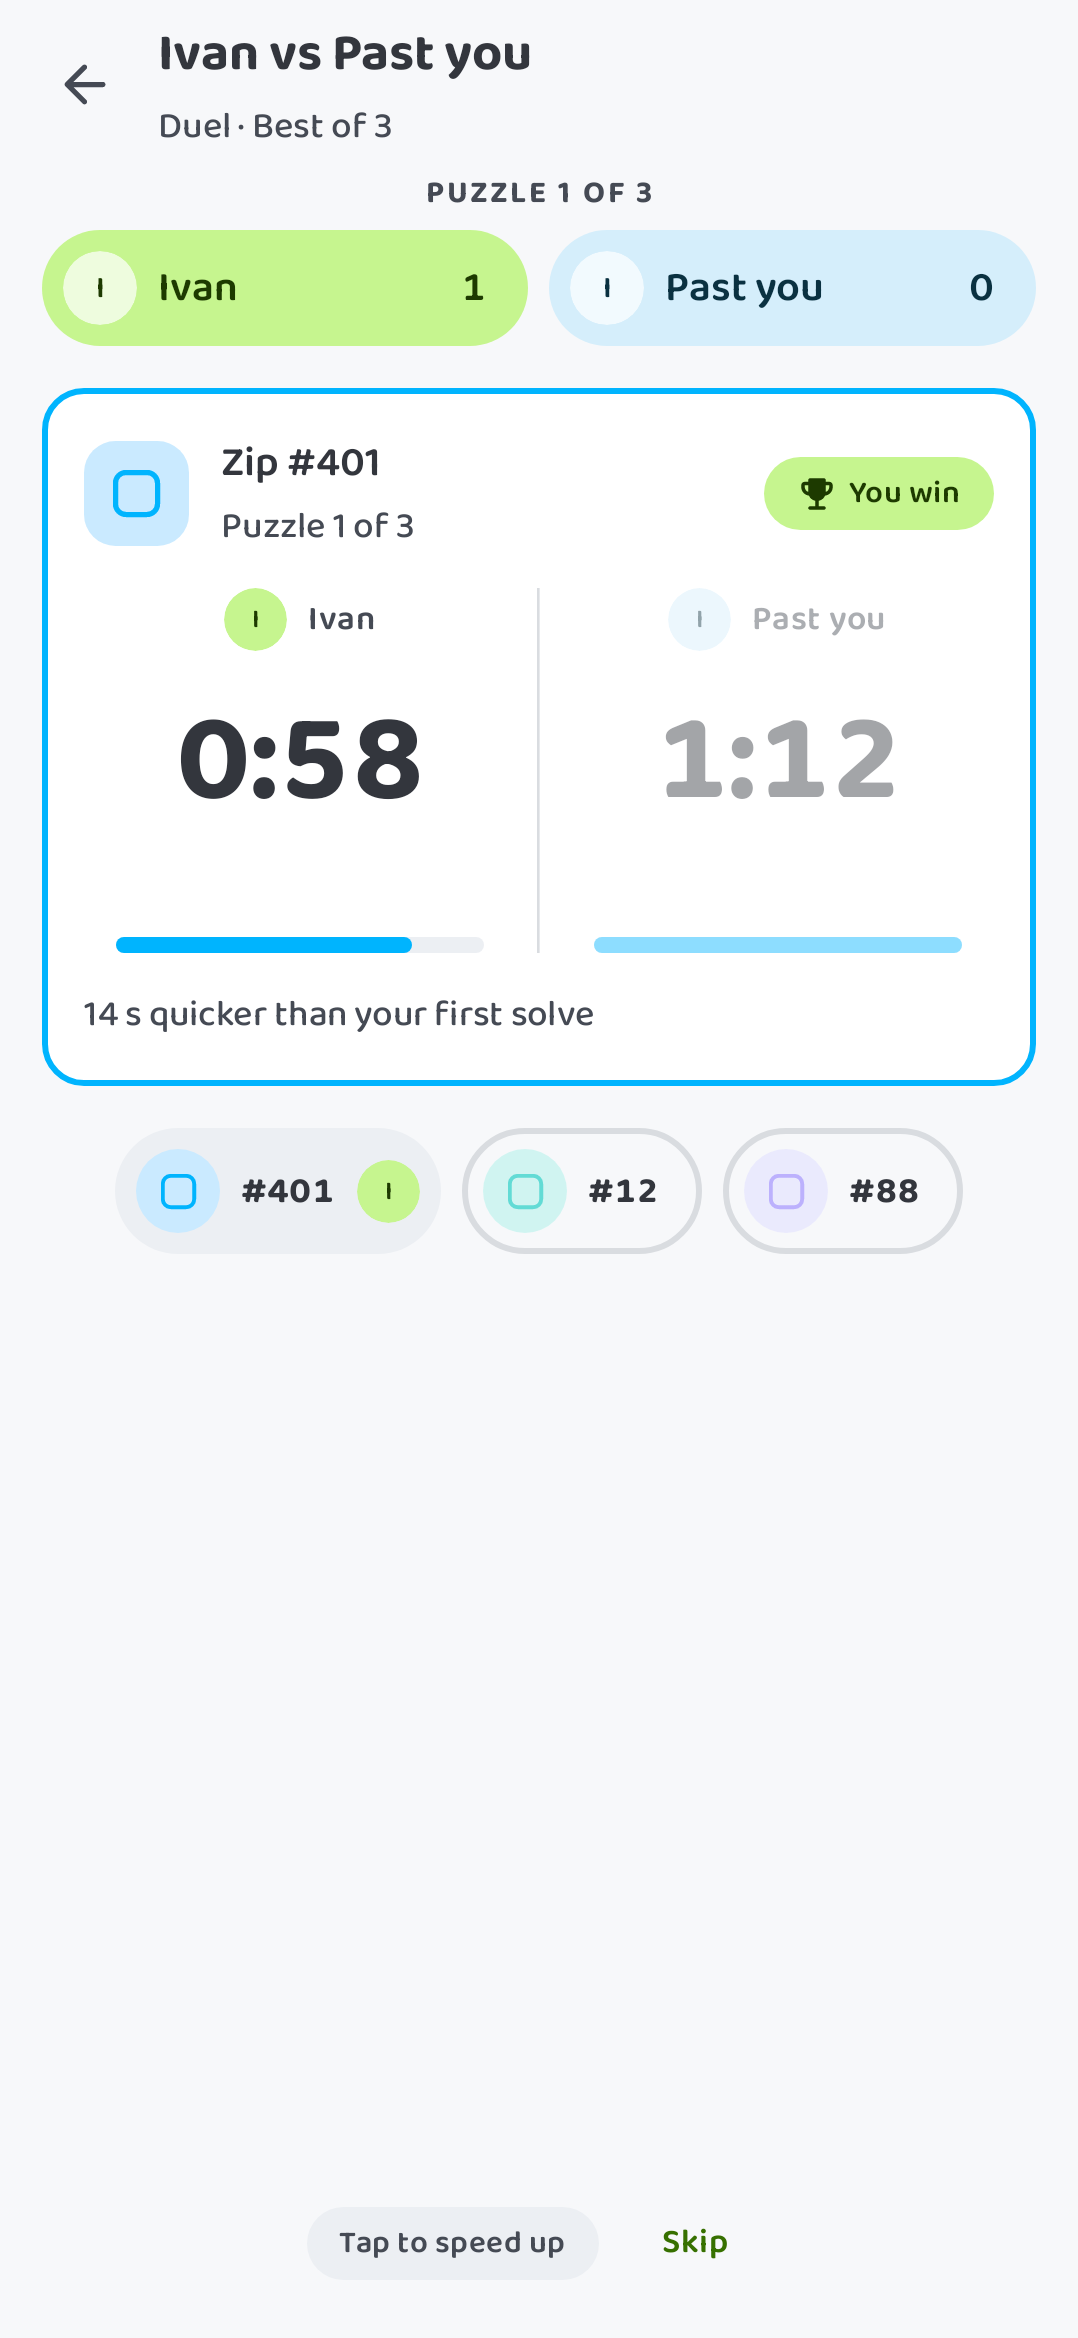 Ivan vs Past you
Duel · Best of 3
PUZZLE 1 OF 3
I Ivan 1
I Past you 0
Zip #401
Puzzle 1 of 3
You win
I Ivan
I Past you
0:58
1:12
14 s quicker than your first solve
#401 I
#12
#88
Tap to speed up
Skip